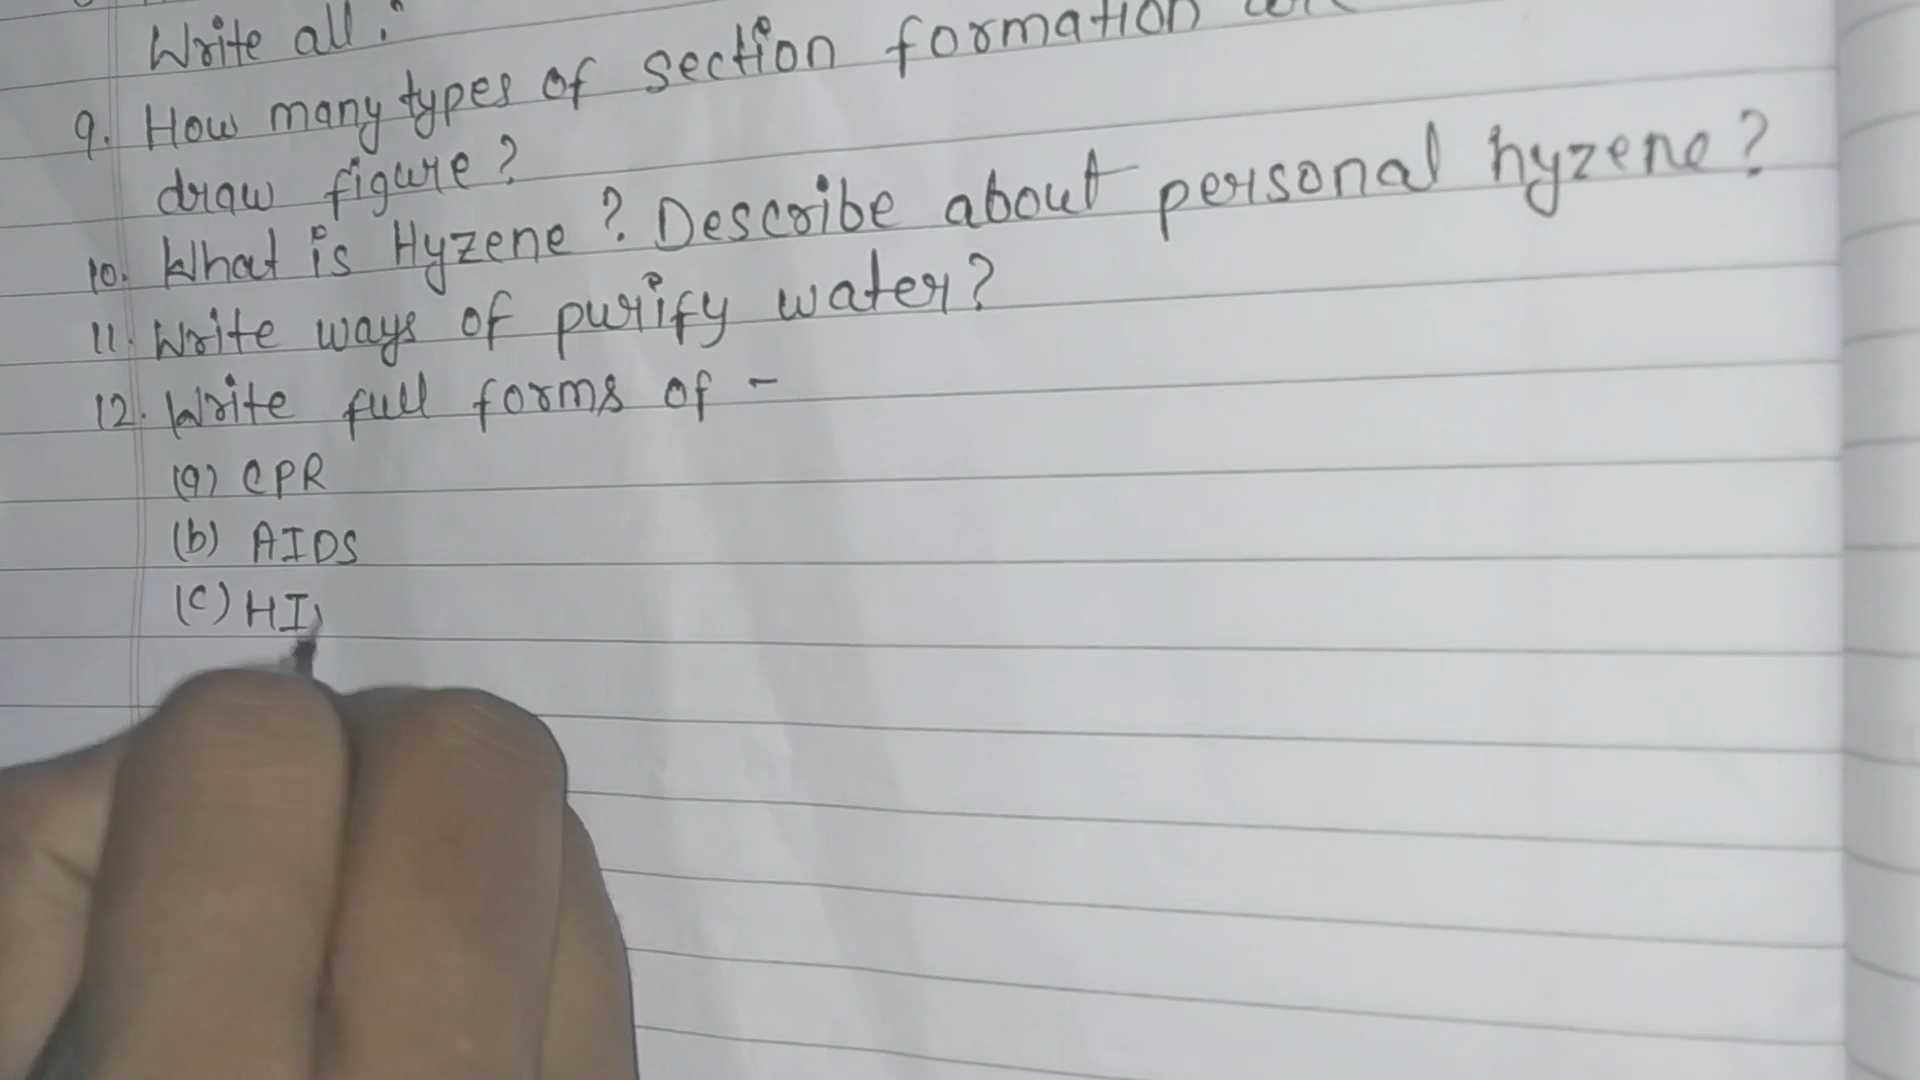 Write all.
9. How many types of section formation
draw figure?
10. What is Hyzene? Describe about personal hyzene?
11. Write ways of purify water?
12. Write full forms of -
(a) CPR
(b) AIDS
(c) HI